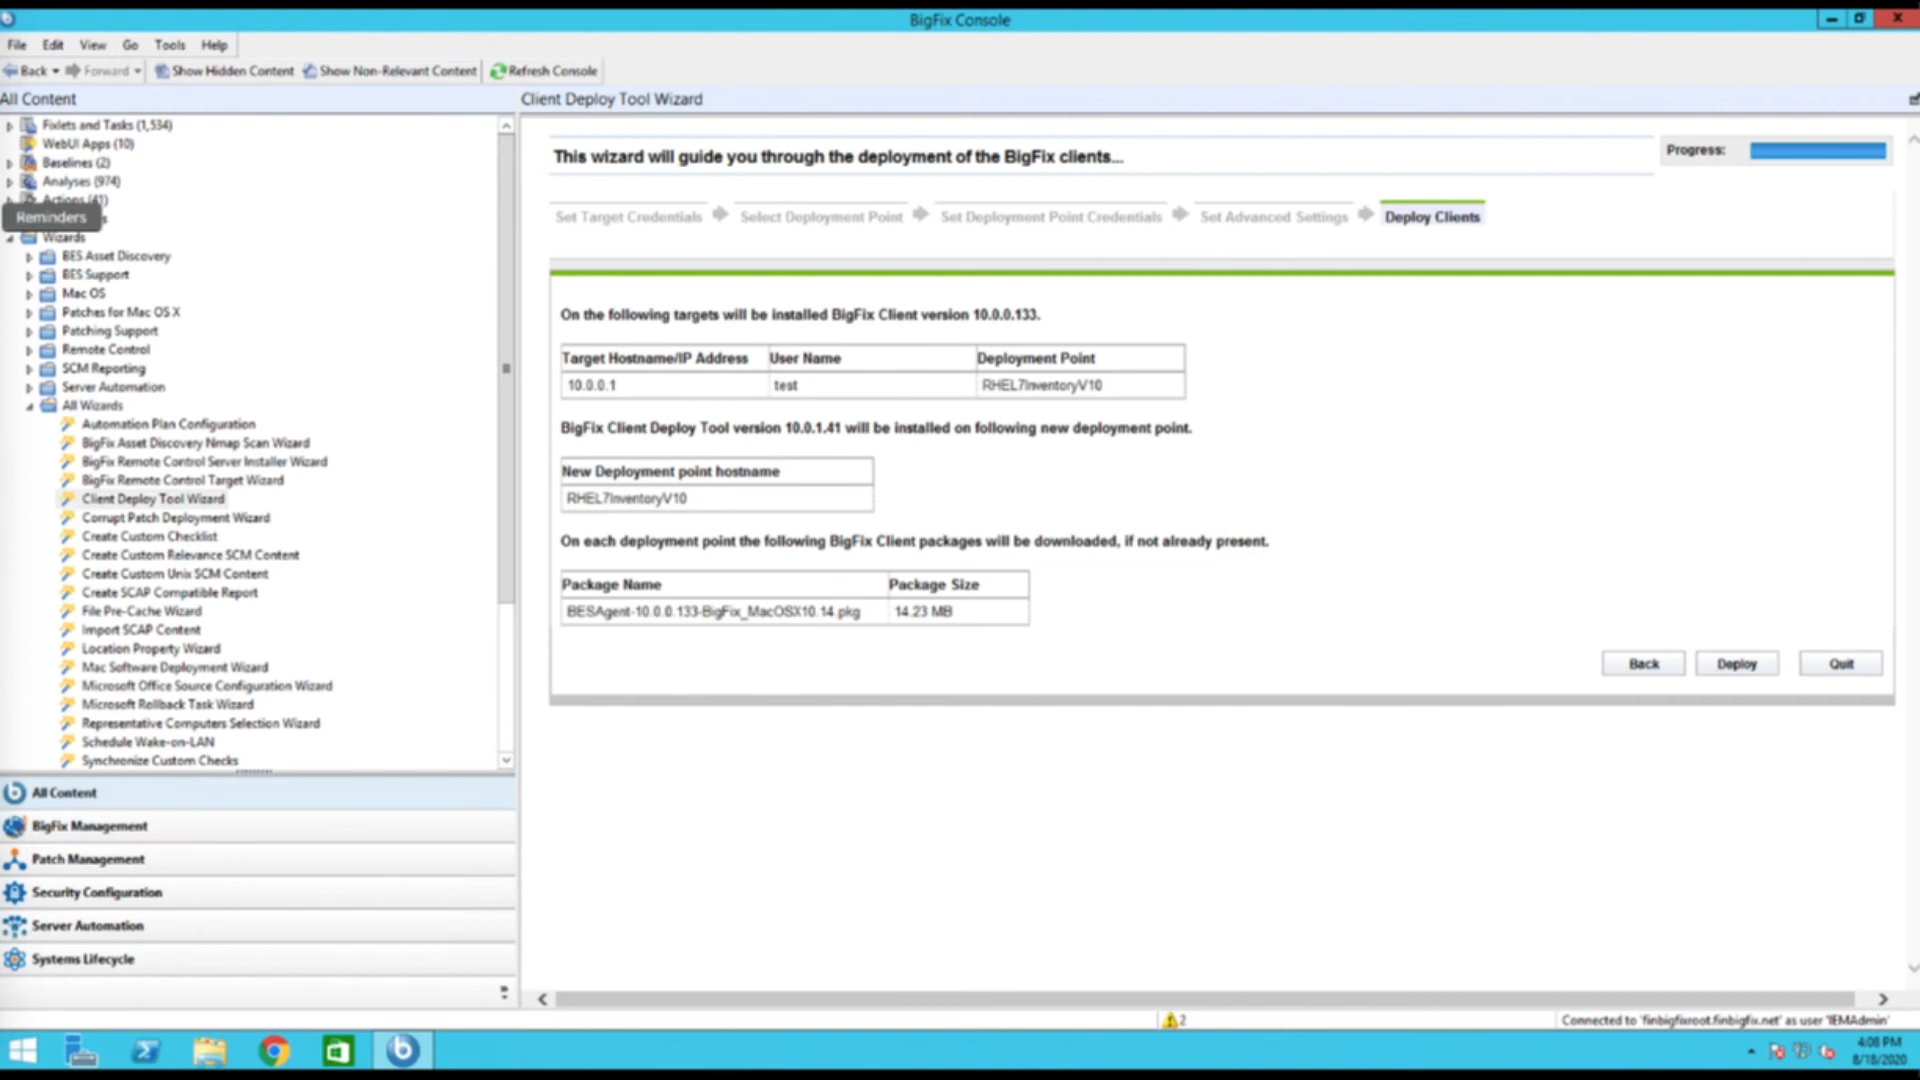 BigFix Console
File Edit View Go Tools Help
Back Forward Show Hidden Content Show Non-Relevant Content Refresh Console
All Content
Client Deploy Tool Wizard
Fixlets and Tasks (1,534)
WebUI Apps (10)
Baselines (2)
Analyses (974)
Actions (41)
Reminders
Wizards
BES Asset Discovery
BES Support
Mac OS
Patches for Mac OS X
Patching Support
Remote Control
SCM Reporting
Server Automation
All Wizards
Automation Plan Configuration
BigFix Asset Discovery Nmap Scan Wizard
BigFix Remote Control Server Installer Wizard
BigFix Remote Control Target Wizard
Client Deploy Tool Wizard
Corrupt Patch Deployment Wizard
Create Custom Checklist
Create Custom Relevance SCM Content
Create Custom Unix SCM Content
Create SCAP Compatible Report
File Pre-Cache Wizard
Import SCAP Content
Location Property Wizard
Mac Software Deployment Wizard
Microsoft Office Source Configuration Wizard
Microsoft Rollback Task Wizard
Representative Computers Selection Wizard
Schedule Wake-on-LAN
Synchronize Custom Checks
All Content
BigFix Management
Patch Management
Security Configuration
Server Automation
Systems Lifecycle
This wizard will guide you through the deployment of the BigFix clients...
Progress:
Set Target Credentials Select Deployment Point Set Deployment Point Credentials Set Advanced Settings Deploy Clients
On the following targets will be installed BigFix Client version 10.0.0.133.
Target Hostname/IP Address User Name Deployment Point
10.0.0.1 test RHEL7InventoryV10
BigFix Client Deploy Tool version 10.0.1.41 will be installed on following new deployment point.
New Deployment point hostname
RHEL7InventoryV10
On each deployment point the following BigFix Client packages will be downloaded, if not already present.
Package Name Package Size
BESAgent-10.0.0.133-BigFix_MacOSX10.14.pkg 14.23 MB
Back Deploy Quit
2
Connected to 'finbigfixroot.finbigfix.net' as user 'IEMAdmin'
4:08 PM
8/18/2020